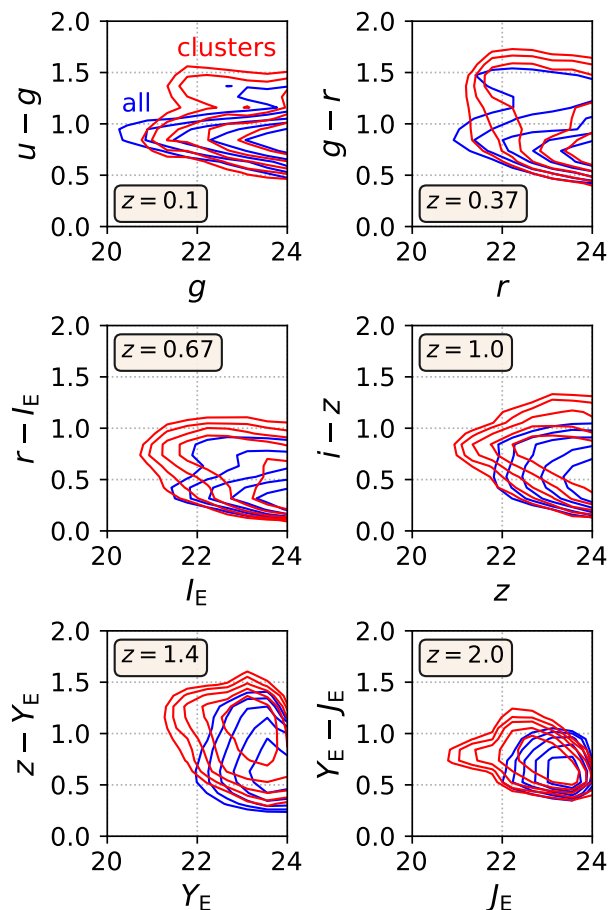 2.0
1.5
1.0
0.5
0.0
u − g
clusters
all
z = 0.1
20 22 24
g
2.0
1.5
1.0
0.5
0.0
g − r
z = 0.37
20 22 24
r
2.0
1.5
1.0
0.5
0.0
r − I_E
z = 0.67
20 22 24
I_E
2.0
1.5
1.0
0.5
0.0
i − z
z = 1.0
20 22 24
z
2.0
1.5
1.0
0.5
0.0
z − Y_E
z = 1.4
20 22 24
Y_E
2.0
1.5
1.0
0.5
0.0
Y_E − J_E
z = 2.0
20 22 24
J_E